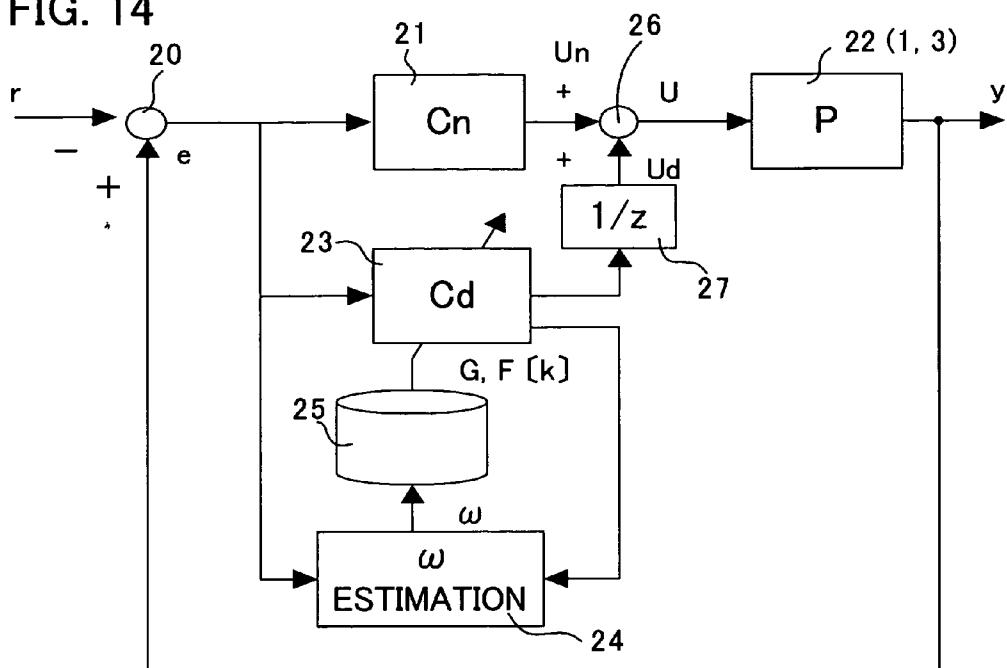 FIG. 14
20
21
Un
26
22 (1, 3)
r
−
e
+
Cn
+
+
U
P
y
Ud
1/z
27
23
Cd
G, F [k]
25
ω
ω
ESTIMATION
24